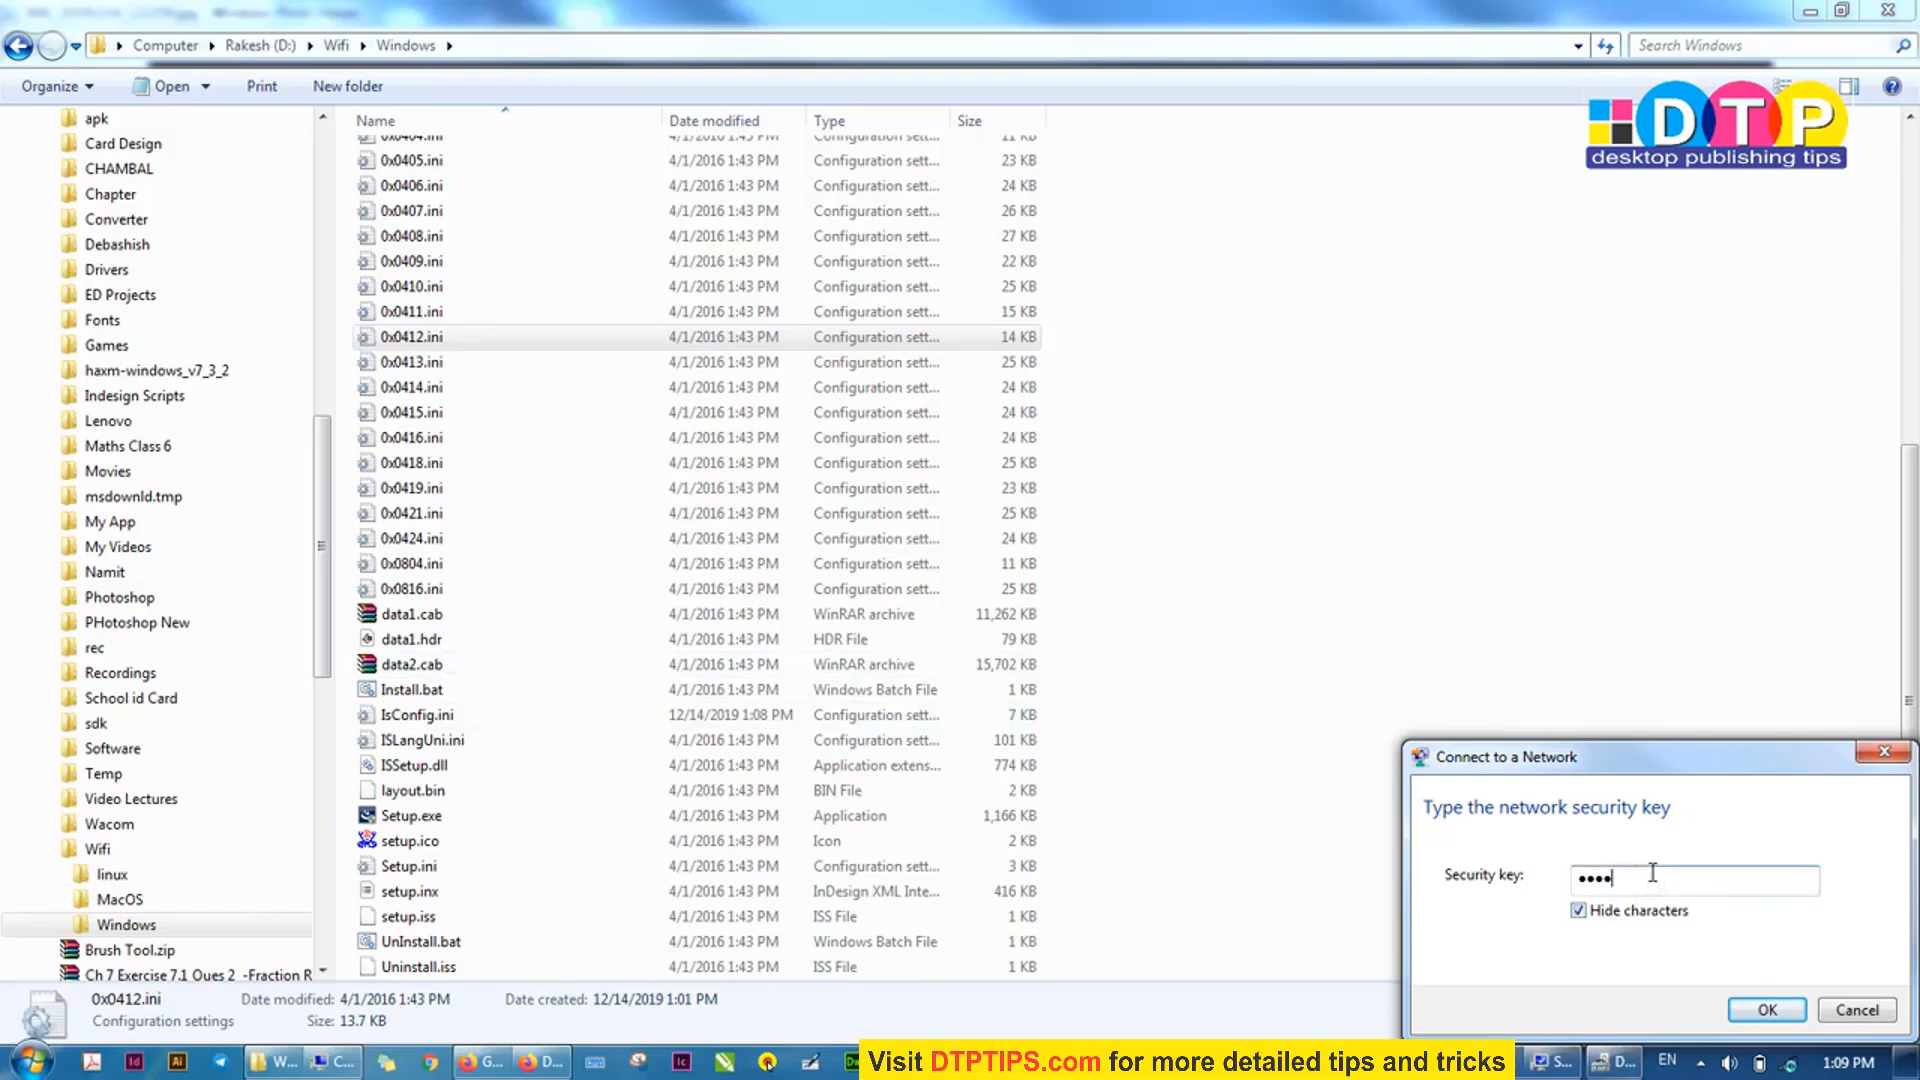 Computer Rakesh (D:) Wifi Windows
Search Windows
Organize Open Print New folder
DTP
desktop publishing tips
apk
Card Design
CHAMBAL
Chapter
Converter
Debashish
Drivers
ED Projects
Fonts
Games
haxm-windows_v7_3_2
Indesign Scripts
Lenovo
Maths Class 6
Movies
msdownld.tmp
My App
My Videos
Namit
Photoshop
PHotoshop New
rec
Recordings
School id Card
sdk
Software
Temp
Video Lectures
Wacom
Wifi
linux
MacOS
Windows
Brush Tool.zip
Ch 7 Exercise 7.1 Oues 2 -Fraction R
Name Date modified Type Size
0x0404.ini 4/1/2016 1:43 PM Configuration sett... 11 KB
0x0405.ini 4/1/2016 1:43 PM Configuration sett... 23 KB
0x0406.ini 4/1/2016 1:43 PM Configuration sett... 24 KB
0x0407.ini 4/1/2016 1:43 PM Configuration sett... 26 KB
0x0408.ini 4/1/2016 1:43 PM Configuration sett... 27 KB
0x0409.ini 4/1/2016 1:43 PM Configuration sett... 22 KB
0x0410.ini 4/1/2016 1:43 PM Configuration sett... 25 KB
0x0411.ini 4/1/2016 1:43 PM Configuration sett... 15 KB
0x0412.ini 4/1/2016 1:43 PM Configuration sett... 14 KB
0x0413.ini 4/1/2016 1:43 PM Configuration sett... 25 KB
0x0414.ini 4/1/2016 1:43 PM Configuration sett... 24 KB
0x0415.ini 4/1/2016 1:43 PM Configuration sett... 24 KB
0x0416.ini 4/1/2016 1:43 PM Configuration sett... 24 KB
0x0418.ini 4/1/2016 1:43 PM Configuration sett... 25 KB
0x0419.ini 4/1/2016 1:43 PM Configuration sett... 23 KB
0x0421.ini 4/1/2016 1:43 PM Configuration sett... 25 KB
0x0424.ini 4/1/2016 1:43 PM Configuration sett... 24 KB
0x0804.ini 4/1/2016 1:43 PM Configuration sett... 11 KB
0x0816.ini 4/1/2016 1:43 PM Configuration sett... 25 KB
data1.cab 4/1/2016 1:43 PM WinRAR archive 11,262 KB
data1.hdr 4/1/2016 1:43 PM HDR File 79 KB
data2.cab 4/1/2016 1:43 PM WinRAR archive 15,702 KB
Install.bat 4/1/2016 1:43 PM Windows Batch File 1 KB
IsConfig.ini 12/14/2019 1:08 PM Configuration sett... 7 KB
ISLangUni.ini 4/1/2016 1:43 PM Configuration sett... 101 KB
ISSetup.dll 4/1/2016 1:43 PM Application extens... 774 KB
layout.bin 4/1/2016 1:43 PM BIN File 2 KB
Setup.exe 4/1/2016 1:43 PM Application 1,166 KB
setup.ico 4/1/2016 1:43 PM Icon 2 KB
Setup.ini 4/1/2016 1:43 PM Configuration sett... 3 KB
setup.inx 4/1/2016 1:43 PM InDesign XML Inte... 416 KB
setup.iss 4/1/2016 1:43 PM ISS File 1 KB
UnInstall.bat 4/1/2016 1:43 PM Windows Batch File 1 KB
Uninstall.iss 4/1/2016 1:43 PM ISS File 1 KB
Connect to a Network
Type the network security key
Security key: ••••
Hide characters
OK Cancel
0x0412.ini Date modified: 4/1/2016 1:43 PM Date created: 12/14/2019 1:01 PM
Configuration settings Size: 13.7 KB
Id Ai W... C... G... D... Ic
Visit DTPTIPS.com for more detailed tips and tricks
S... D... EN 1:09 PM